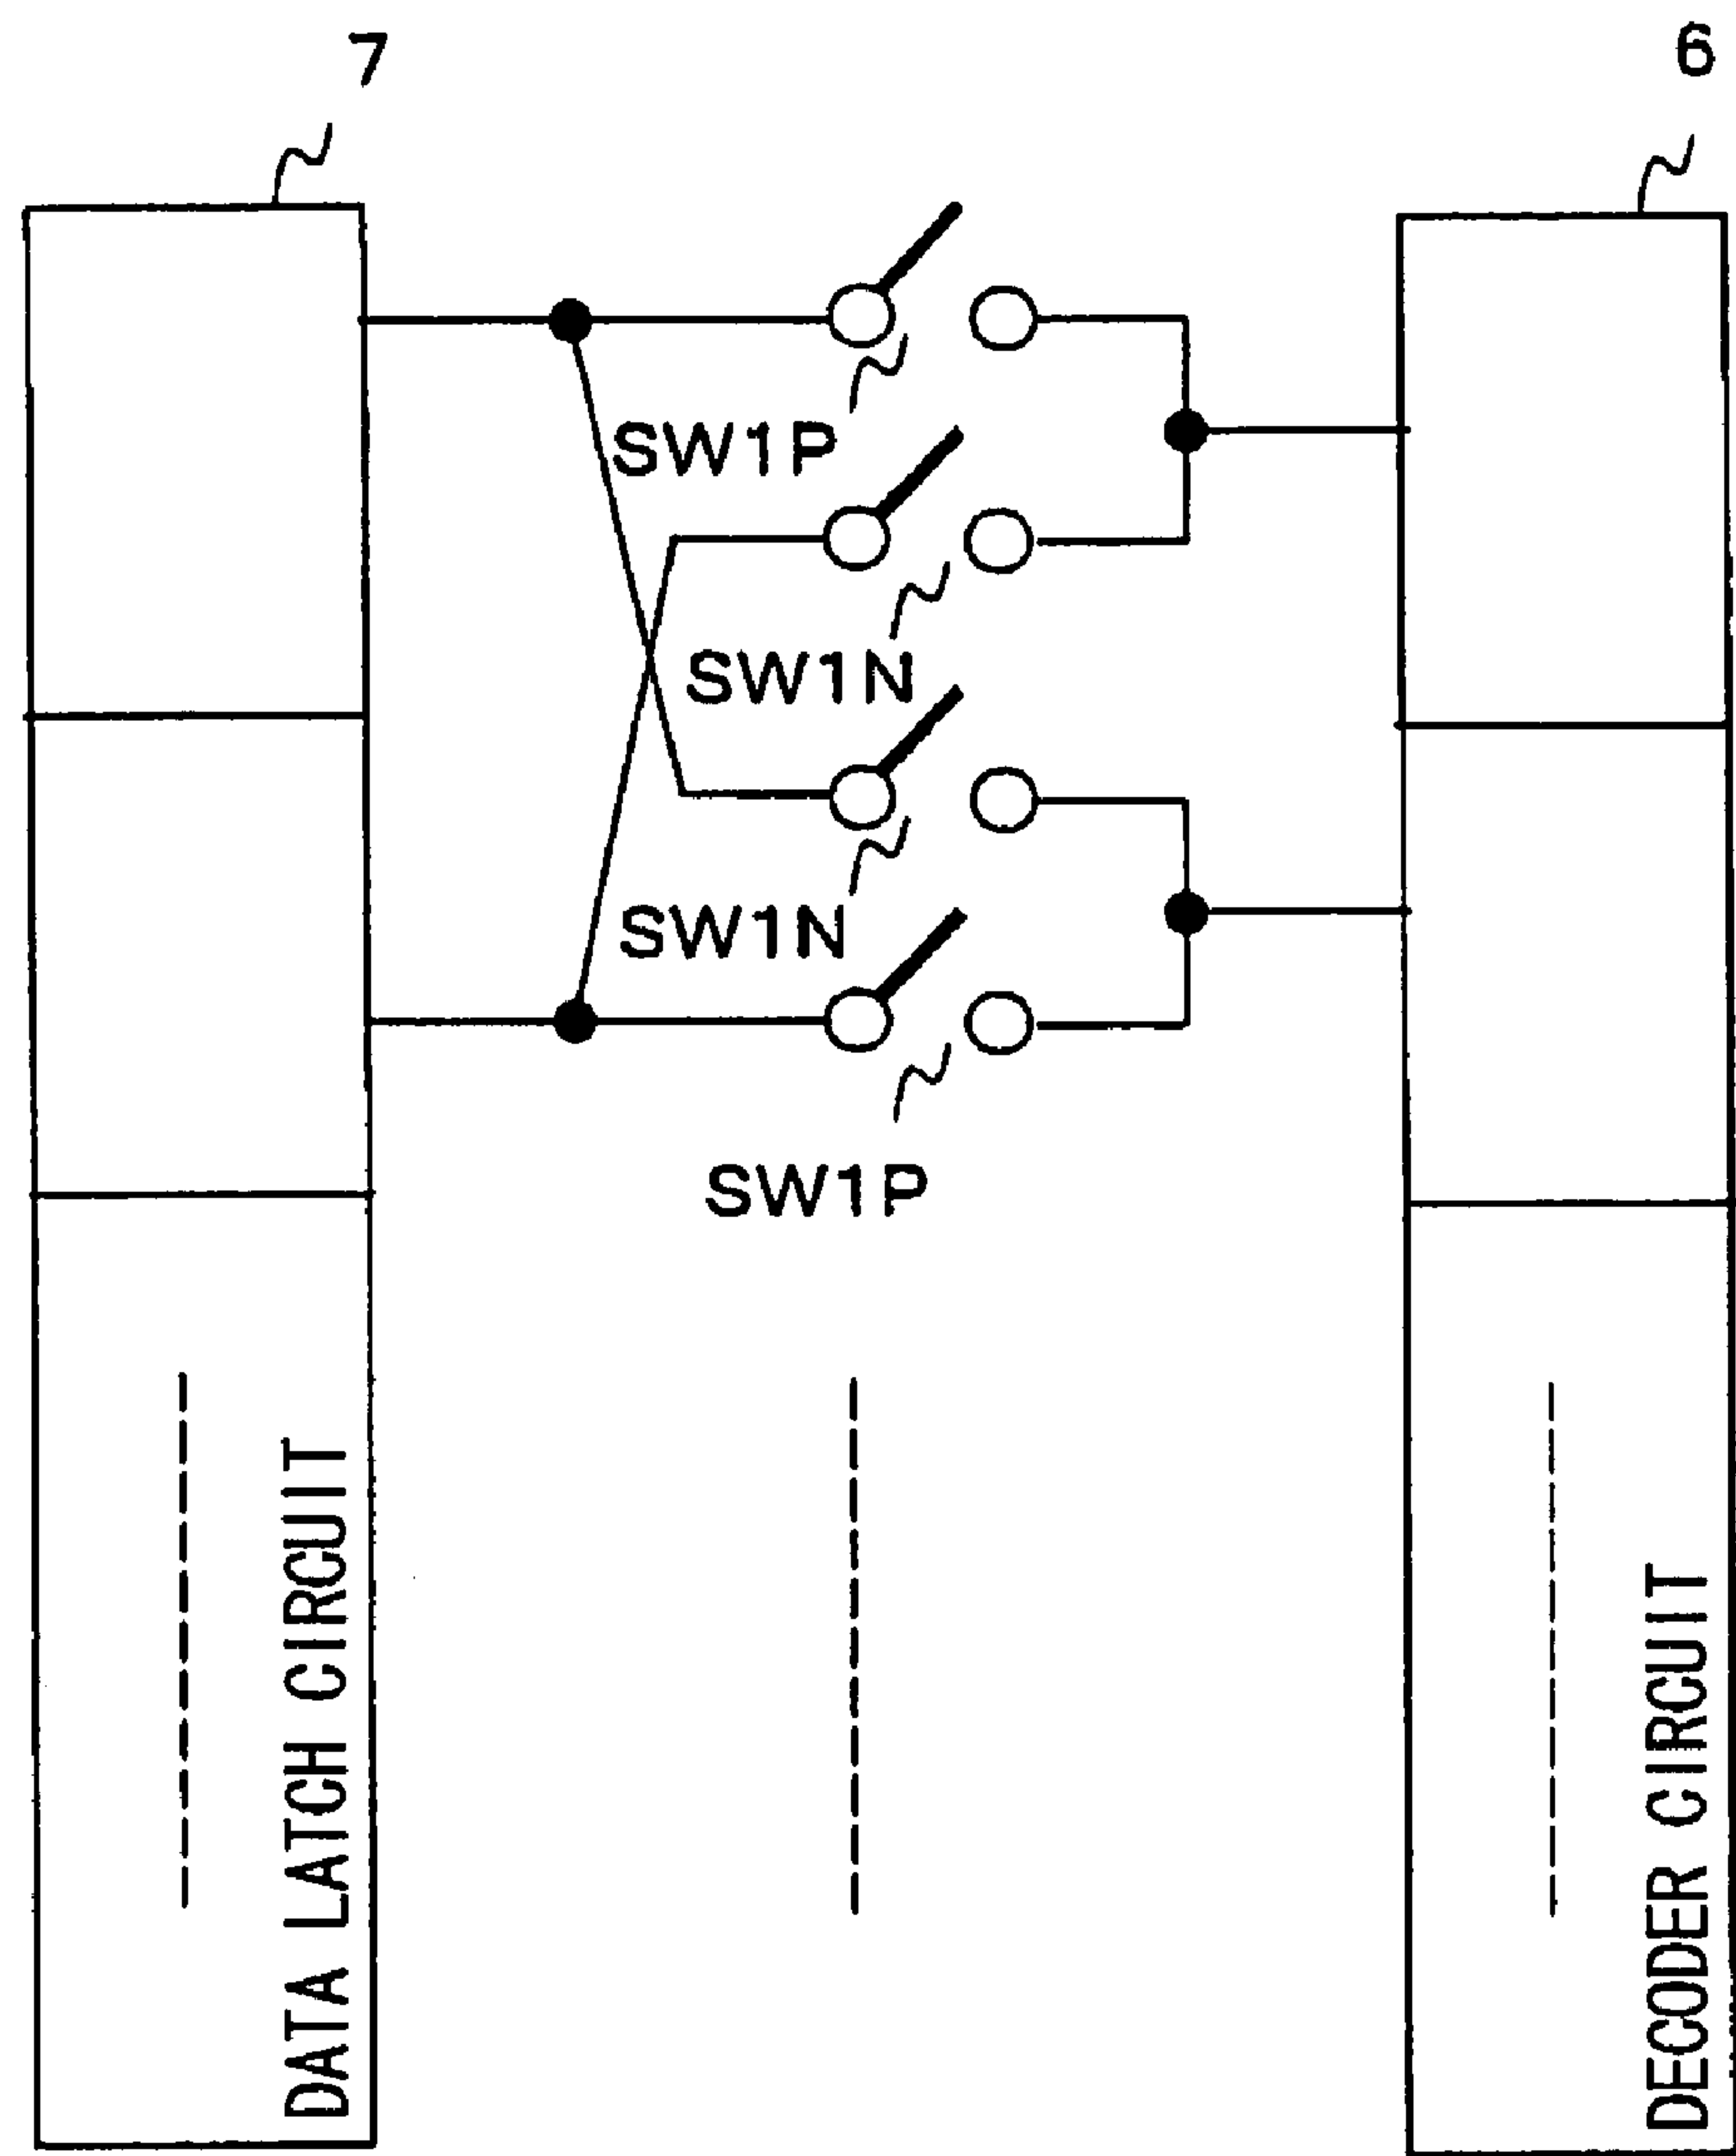 7
6
SW1P
SW1N
SW1N
SW1P
DATA LATCH CIRCUIT
DECODER CIRCUIT